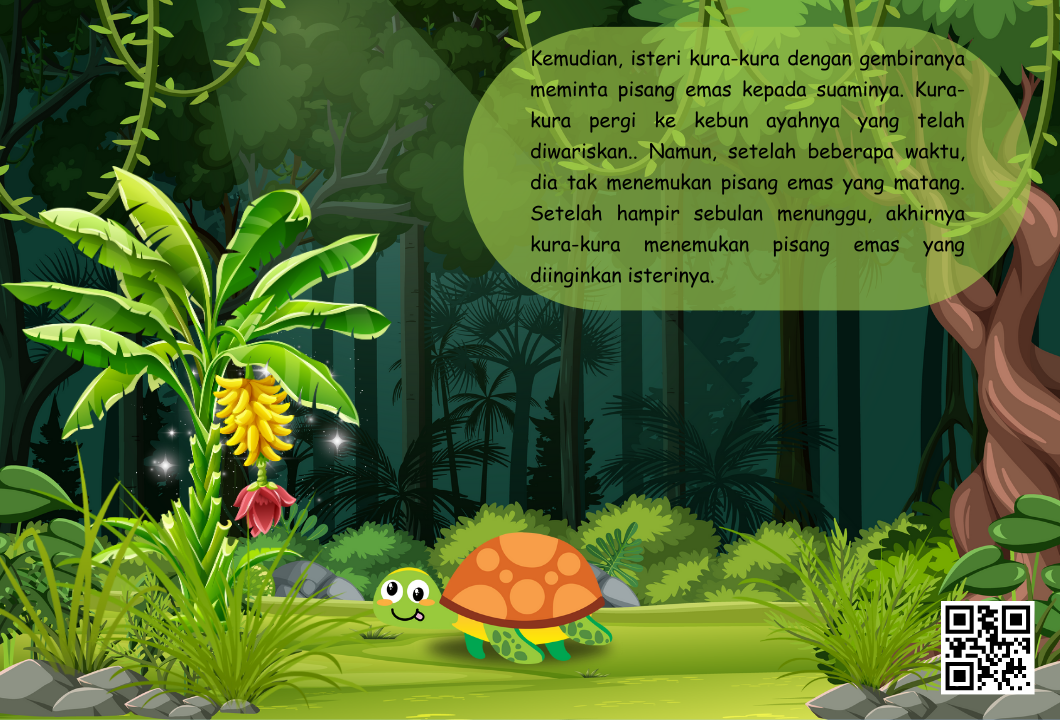 Kemudian, isteri kura-kura dengan gembiranya
meminta pisang emas kepada suaminya. Kura-
kura pergi ke kebun ayahnya yang telah
diwariskan.. Namun, setelah beberapa waktu,
dia tak menemukan pisang emas yang matang.
Setelah hampir sebulan menunggu, akhirnya
kura-kura menemukan pisang emas yang
diinginkan isterinya.